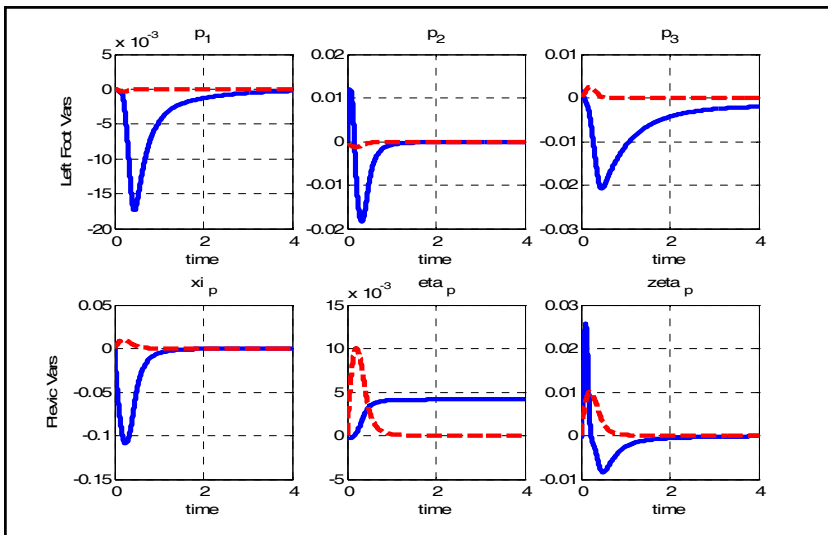 x 10⁻³ p₁ p₂ p₃
5 0.02 0.01
0 0.01 0
-5 0 -0.01
-10 -0.01 -0.02
-15 -0.02 -0.03
-20
Left Foot Vars
0 2 4 0 2 4 0 2 4
time time time
xi_p x 10⁻³ eta_p zeta_p
0.05 15 0.03
0 10 0.02
-0.05 5 0.01
-0.1 0 0
-0.15 -5 -0.01
Plevic Vars
0 2 4 0 2 4 0 2 4
time time time